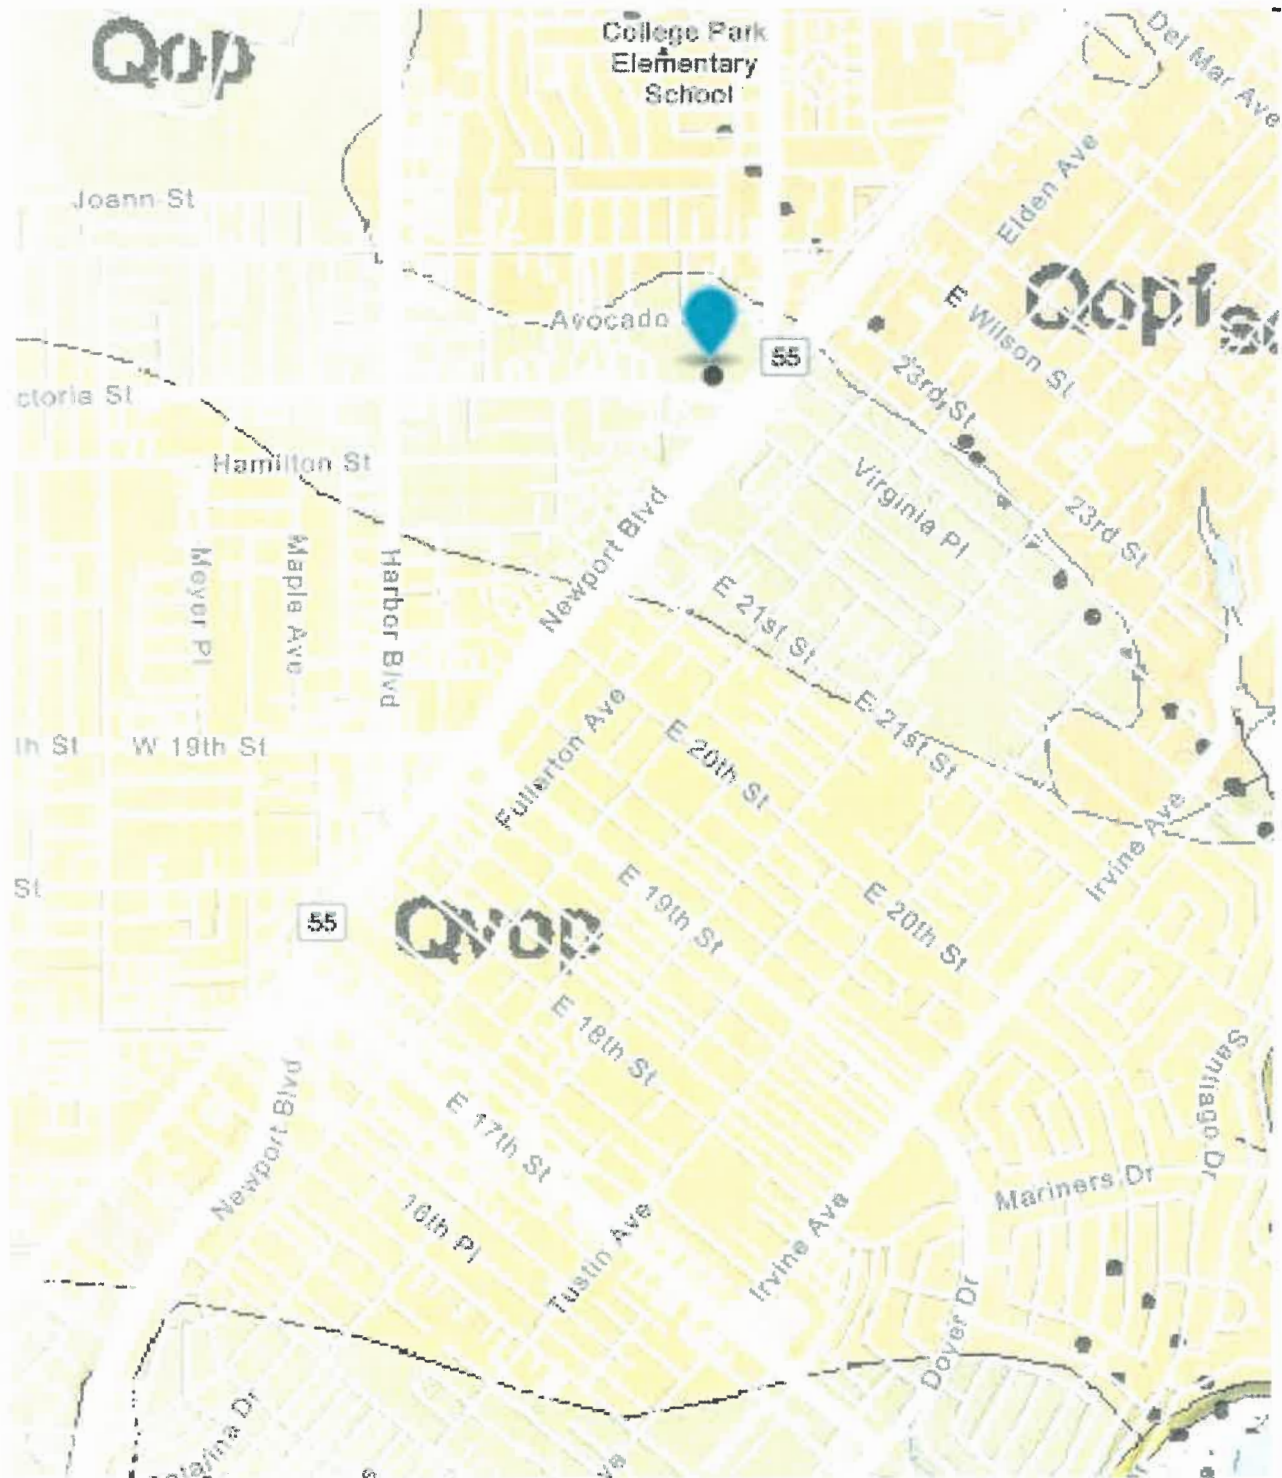 Qop
College Park
Elementary
School
Del Mar Ave
Joann St
Elden Ave
Avocado
55
E Wilson St
23rd St
ctoria St
Hamilton St
Virginia Pl
23rd St
Newport Blvd
Meyer Pl
Maple Ave
Harbor Blvd
E 21st St
E 21st St
Fullerton Ave
E 20th St
W 19th St
Irvine Ave
St
55
Qvop
E 19th St
E 20th St
E 18th St
Santiago Dr
Newport Blvd
E 17th St
Mariners Dr
16th Pl
Tustin Ave
Irvine Ave
Dover Dr